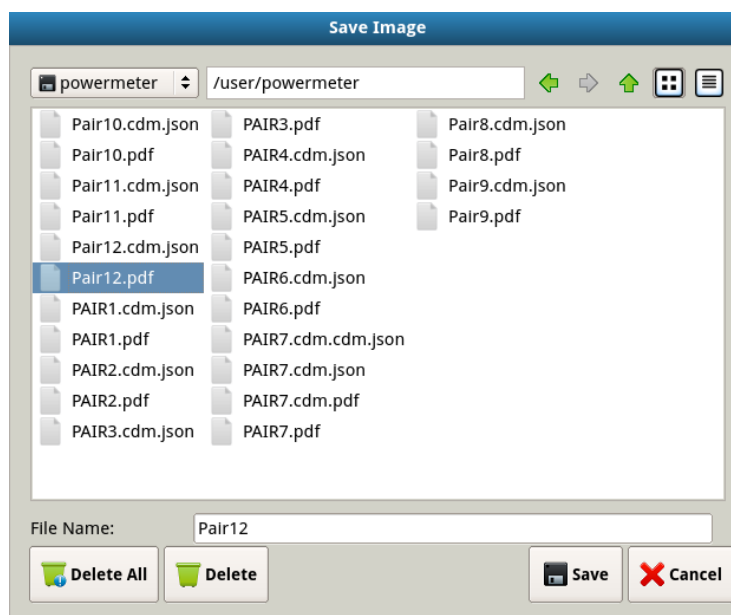 Save Image
powermeter
/user/powermeter
Pair10.cdm.json
Pair10.pdf
Pair11.cdm.json
Pair11.pdf
Pair12.cdm.json
Pair12.pdf
PAIR1.cdm.json
PAIR1.pdf
PAIR2.cdm.json
PAIR2.pdf
PAIR3.cdm.json
PAIR3.pdf
PAIR4.cdm.json
PAIR4.pdf
PAIR5.cdm.json
PAIR5.pdf
PAIR6.cdm.json
PAIR6.pdf
PAIR7.cdm.cdm.json
PAIR7.cdm.json
PAIR7.cdm.pdf
PAIR7.pdf
Pair8.cdm.json
Pair8.pdf
Pair9.cdm.json
Pair9.pdf
File Name: Pair12
Delete All Delete Save Cancel